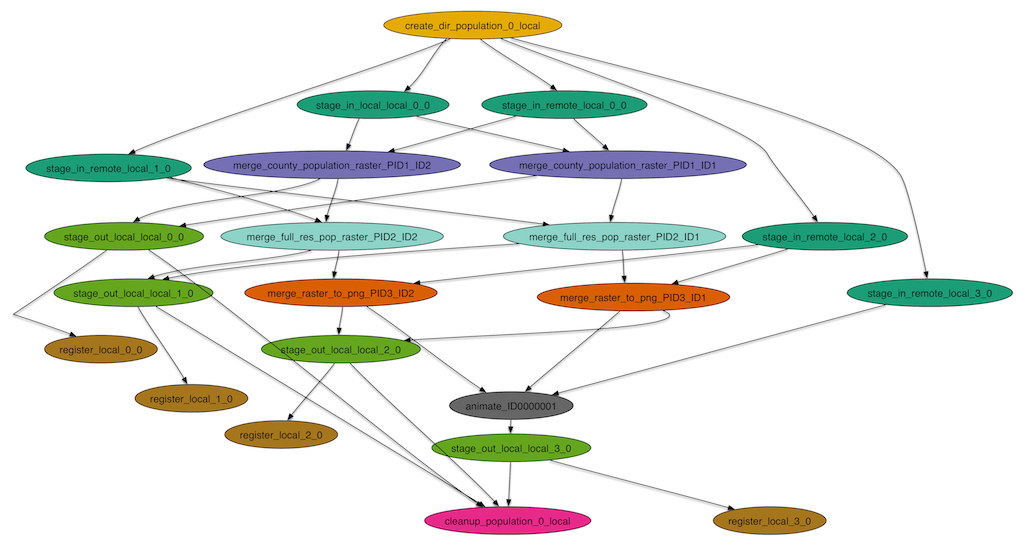 create_dir_population_0_local
stage_in_local_local_0_0
stage_in_remote_local_0_0
stage_in_remote_local_1_0
merge_county_population_raster_PID1_ID2
merge_county_population_raster_PID1_ID1
stage_out_local_local_0_0
merge_full_res_pop_raster_PID2_ID2
merge_full_res_pop_raster_PID2_ID1
stage_in_remote_local_2_0
stage_out_local_local_1_0
merge_raster_to_png_PID3_ID2
merge_raster_to_png_PID3_ID1
stage_in_remote_local_3_0
register_local_0_0
stage_out_local_local_2_0
register_local_1_0
animate_ID0000001
register_local_2_0
stage_out_local_local_3_0
cleanup_population_0_local
register_local_3_0